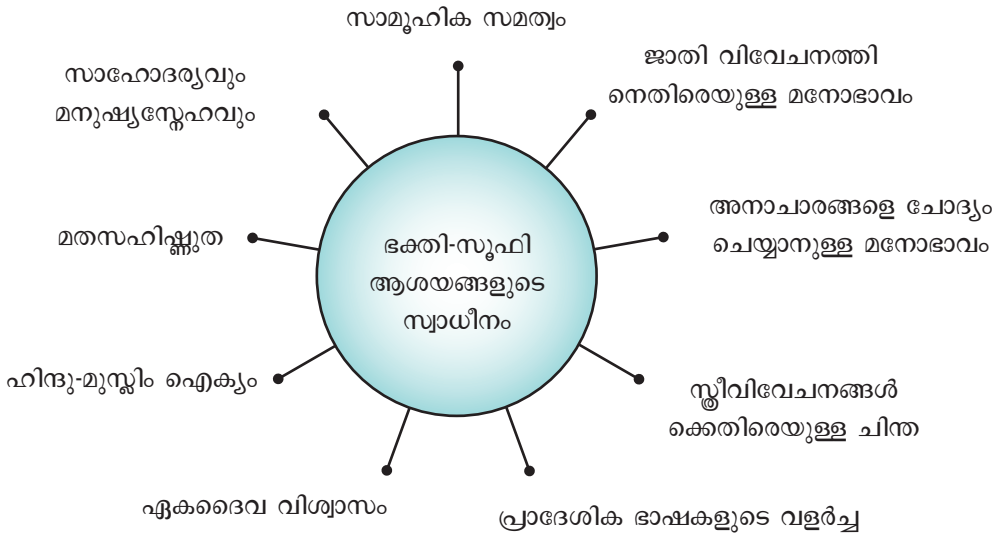 സാമൂഹിക സമത്വം
ജാതി വിവേചനത്തി
നെതിരെയുള്ള മനോഭാവം
അനാചാരങ്ങളെ ചോദ്യം
ചെയ്യാനുള്ള മനോഭാവം
സ്ത്രീവിവേചനങ്ങൾ
ക്കെതിരെയുള്ള ചിന്ത
പ്രാദേശിക ഭാഷകളുടെ വളർച്ച
ഏകദൈവ വിശ്വാസം
ഹിന്ദു-മുസ്ലിം ഐക്യം
മതസഹിഷ്ണുത
സാഹോദര്യവും
മനുഷ്യസ്നേഹവും
ഭക്തി-സൂഫി
ആശയങ്ങളുടെ
സ്വാധീനം